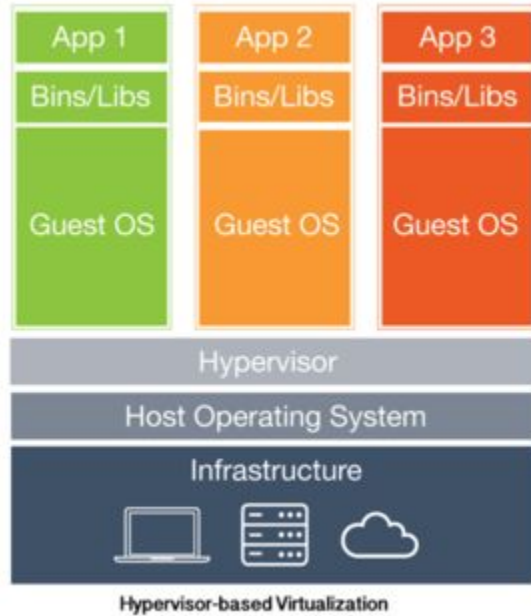 App 1 App 2 App 3
Bins/Libs Bins/Libs Bins/Libs
Guest OS Guest OS Guest OS
Hypervisor
Host Operating System
Infrastructure
Hypervisor-based Virtualization